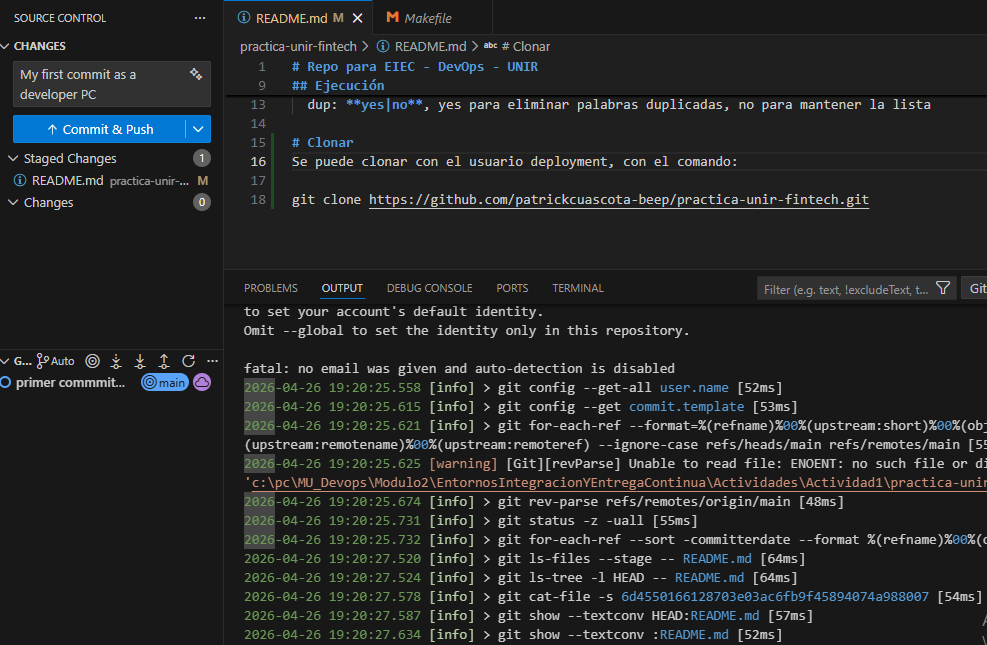 SOURCE CONTROL
CHANGES
My first commit as a
developer PC
Commit & Push
Staged Changes 1
README.md practica-unir-... M
Changes 0
G... Auto
primer commmit... main
README.md M
Makefile
practica-unir-fintech > README.md > abc # Clonar
1 # Repo para EIEC - DevOps - UNIR
9 ## Ejecución
13 dup: **yes|no**, yes para eliminar palabras duplicadas, no para mantener la lista
14
15 # Clonar
16 Se puede clonar con el usuario deployment, con el comando:
17
18 git clone https://github.com/patrickcuascota-beep/practica-unir-fintech.git
PROBLEMS OUTPUT DEBUG CONSOLE PORTS TERMINAL
Filter (e.g. text, !excludeText, t...
Git
to set your account's default identity.
Omit --global to set the identity only in this repository.
fatal: no email was given and auto-detection is disabled
2026-04-26 19:20:25.558 [info] > git config --get-all user.name [52ms]
2026-04-26 19:20:25.615 [info] > git config --get commit.template [53ms]
2026-04-26 19:20:25.621 [info] > git for-each-ref --format=%(refname)%00%(upstream:short)%00%(obj
(upstream:remotename)%00%(upstream:remoteref) --ignore-case refs/heads/main refs/remotes/main [55
2026-04-26 19:20:25.625 [warning] [Git][revParse] Unable to read file: ENOENT: no such file or di
'c:\pc\MU_Devops\Modulo2\EntornosIntegracionYEntregaContinua\Actividades\Actividad1\practica-unir
2026-04-26 19:20:25.674 [info] > git rev-parse refs/remotes/origin/main [48ms]
2026-04-26 19:20:25.731 [info] > git status -z -uall [55ms]
2026-04-26 19:20:25.732 [info] > git for-each-ref --sort -committerdate --format %(refname)%00%(o
2026-04-26 19:20:27.520 [info] > git ls-files --stage -- README.md [64ms]
2026-04-26 19:20:27.524 [info] > git ls-tree -l HEAD -- README.md [64ms]
2026-04-26 19:20:27.578 [info] > git cat-file -s 6d4550166128703e03ac6fb9f45894074a988007 [54ms]
2026-04-26 19:20:27.587 [info] > git show --textconv HEAD:README.md [57ms]
2026-04-26 19:20:27.634 [info] > git show --textconv :README.md [52ms]